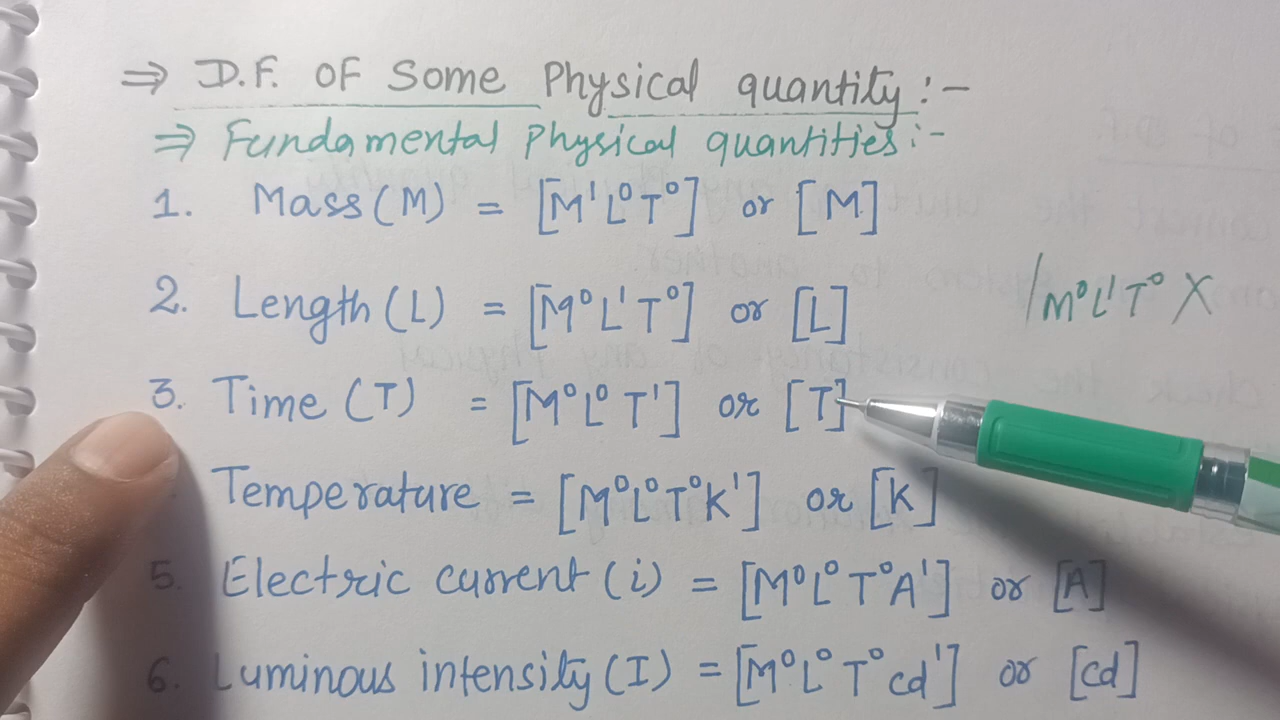 ⇒ D.F. OF Some Physical quantity :-
⇒ Fundamental Physical quantities :-
1. Mass (M) = [M¹L⁰T⁰] or [M]
2. Length (L) = [M⁰L¹T⁰] or [L]
/M⁰L¹T⁰ X
3. Time (T) = [M⁰L⁰T¹] or [T]
Temperature = [M⁰L⁰T⁰K¹] or [K]
5. Electric current (i) = [M⁰L⁰T⁰A¹] or [A]
6. Luminous intensity (I) = [M⁰L⁰T⁰cd¹] or [cd]